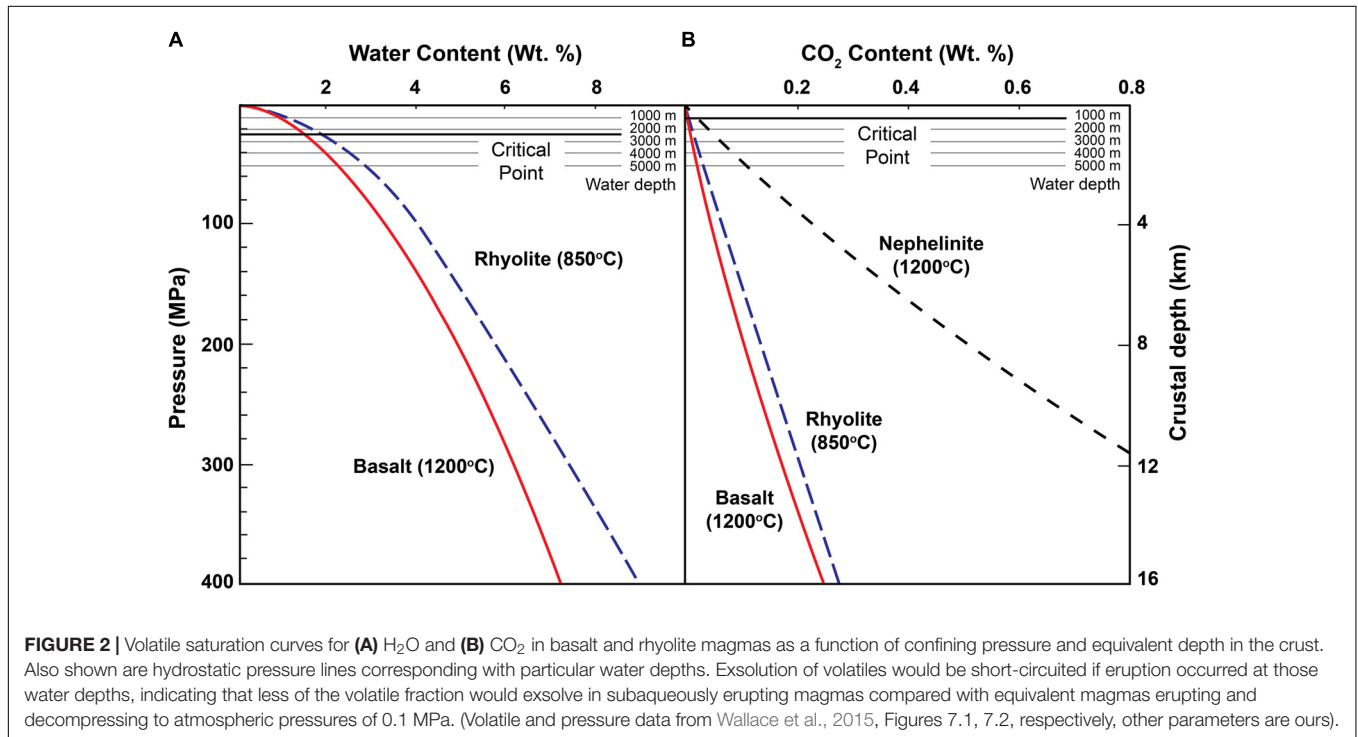 A
Water Content (Wt. %)
2 4 6 8
B
CO2 Content (Wt. %)
0.2 0.4 0.6 0.8
1000 m
2000 m
3000 m
4000 m
5000 m
Water depth
Critical
Point
1000 m
2000 m
3000 m
4000 m
5000 m
Water depth
Critical
Point
Pressure (MPa)
100
200
300
400
Rhyolite (850°C)
Basalt (1200°C)
Nephelinite
(1200°C)
Rhyolite
(850°C)
Basalt
(1200°C)
4
8
12
16
Crustal depth (km)
FIGURE 2 | Volatile saturation curves for (A) H2O and (B) CO2 in basalt and rhyolite magmas as a function of confining pressure and equivalent depth in the crust.
Also shown are hydrostatic pressure lines corresponding with particular water depths. Exsolution of volatiles would be short-circuited if eruption occurred at those
water depths, indicating that less of the volatile fraction would exsolve in subaqueously erupting magmas compared with equivalent magmas erupting and
decompressing to atmospheric pressures of 0.1 MPa. (Volatile and pressure data from Wallace et al., 2015, Figures 7.1, 7.2, respectively, other parameters are ours).